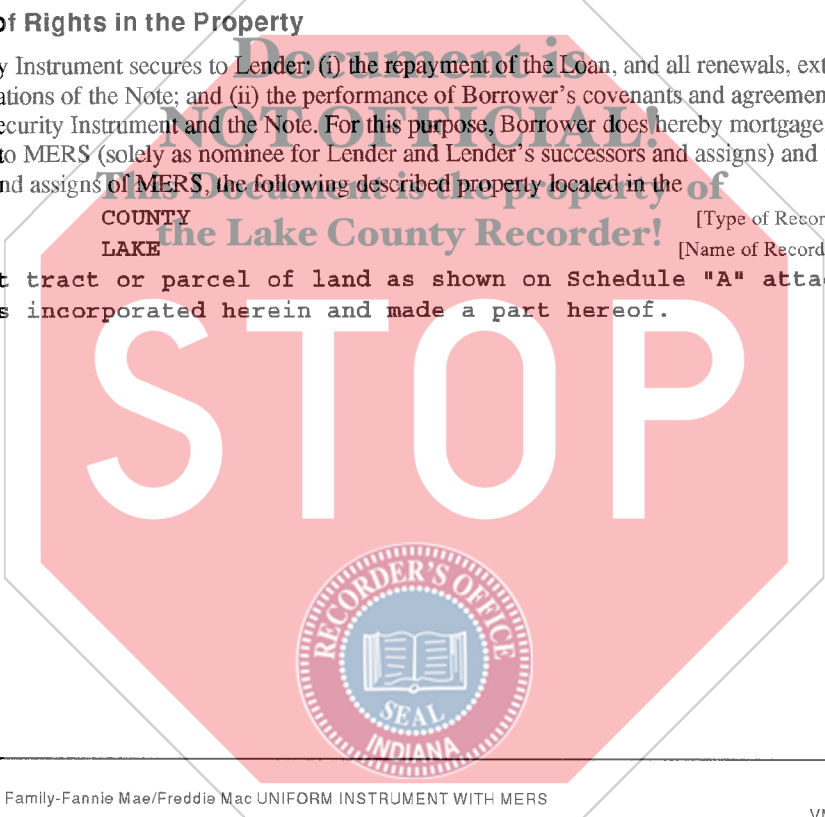 of Rights in the Property
Document is
y Instrument secures to Lender: (i) the repayment of the Loan, and all renewals, ext
ations of the Note; and (ii) the performance of Borrower's covenants and agreemen
NOT OFFICIAL!
ecurity Instrument and the Note. For this purpose, Borrower does hereby mortgage
to MERS (solely as nominee for Lender and Lender's successors and assigns) and
This Document is the property of
nd assigns of MERS, the following described property located in the
COUNTY [Type of Recor
the Lake County Recorder!
LAKE [Name of Record
t tract or parcel of land as shown on Schedule "A" atta
s incorporated herein and made a part hereof.
STOP
RECORDER'S OFFICE
SEAL
INDIANA
Family-Fannie Mae/Freddie Mac UNIFORM INSTRUMENT WITH MERS